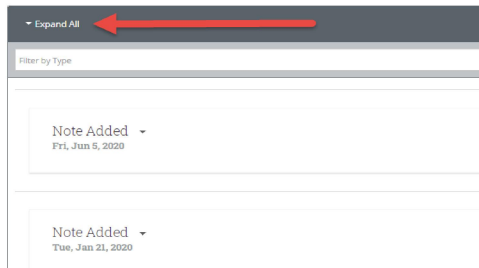 Expand All
Filter by Type
Note Added
Fri, Jun 5, 2020
Note Added
Tue, Jan 21, 2020